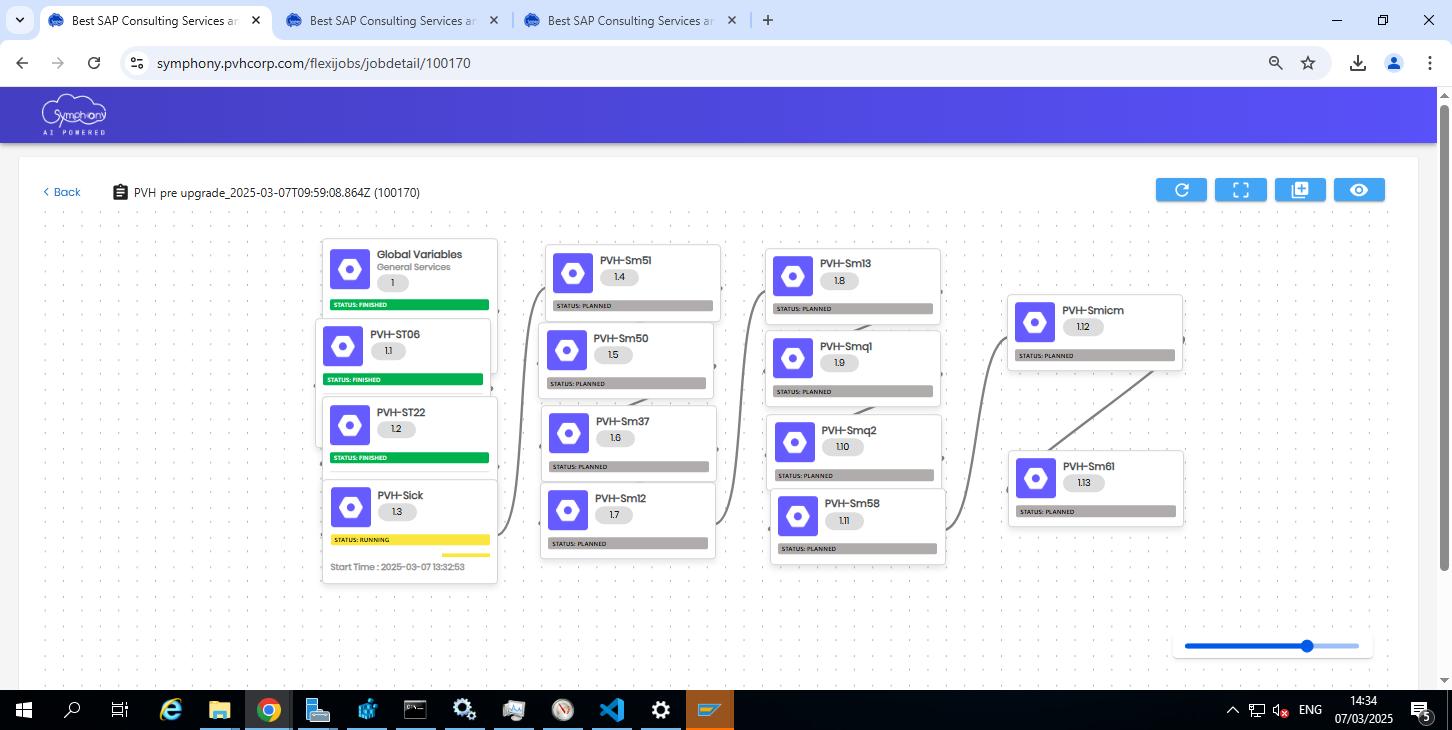 Best SAP Consulting Services ar
Best SAP Consulting Services ar
Best SAP Consulting Services ar
symphony.pvhcorp.com/flexijobs/jobdetail/100170
Symphony
AI POWERED
Back
PVH pre upgrade_2025-03-07T09:59:08.864Z (100170)
Global Variables
General Services
1
STATUS: FINISHED
PVH-ST06
1.1
STATUS: FINISHED
PVH-ST22
1.2
STATUS: FINISHED
PVH-Sick
1.3
STATUS: RUNNING
Start Time : 2025-03-07 13:32:53
PVH-Sm51
1.4
STATUS: PLANNED
PVH-Sm50
1.5
STATUS: PLANNED
PVH-Sm37
1.6
STATUS: PLANNED
PVH-Sm12
1.7
STATUS: PLANNED
PVH-Sm13
1.8
STATUS: PLANNED
PVH-Smq1
1.9
STATUS: PLANNED
PVH-Smq2
1.10
STATUS: PLANNED
PVH-Sm58
1.11
STATUS: PLANNED
PVH-Smicm
1.12
STATUS: PLANNED
PVH-Sm61
1.13
STATUS: PLANNED
ENG
14:34
07/03/2025
5